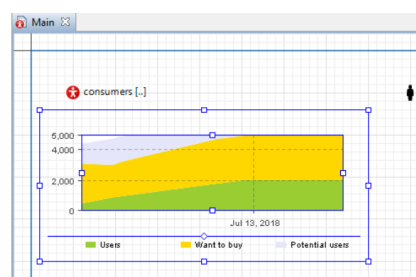 Main
consumers [..]
5,000
4,000
2,000
0
Jul 13, 2018
Users
Want to buy
Potential users